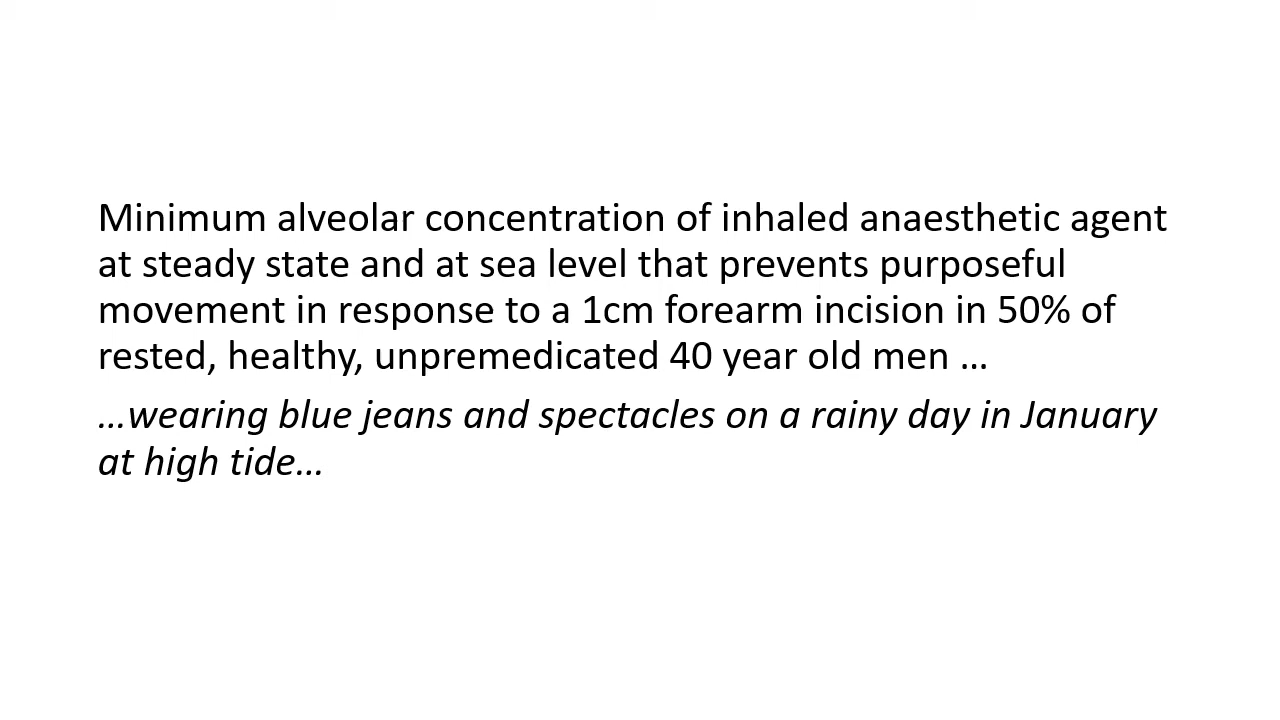 Minimum alveolar concentration of inhaled anaesthetic agent
at steady state and at sea level that prevents purposeful
movement in response to a 1cm forearm incision in 50% of
rested, healthy, unpremedicated 40 year old men ...
...wearing blue jeans and spectacles on a rainy day in January
at high tide...